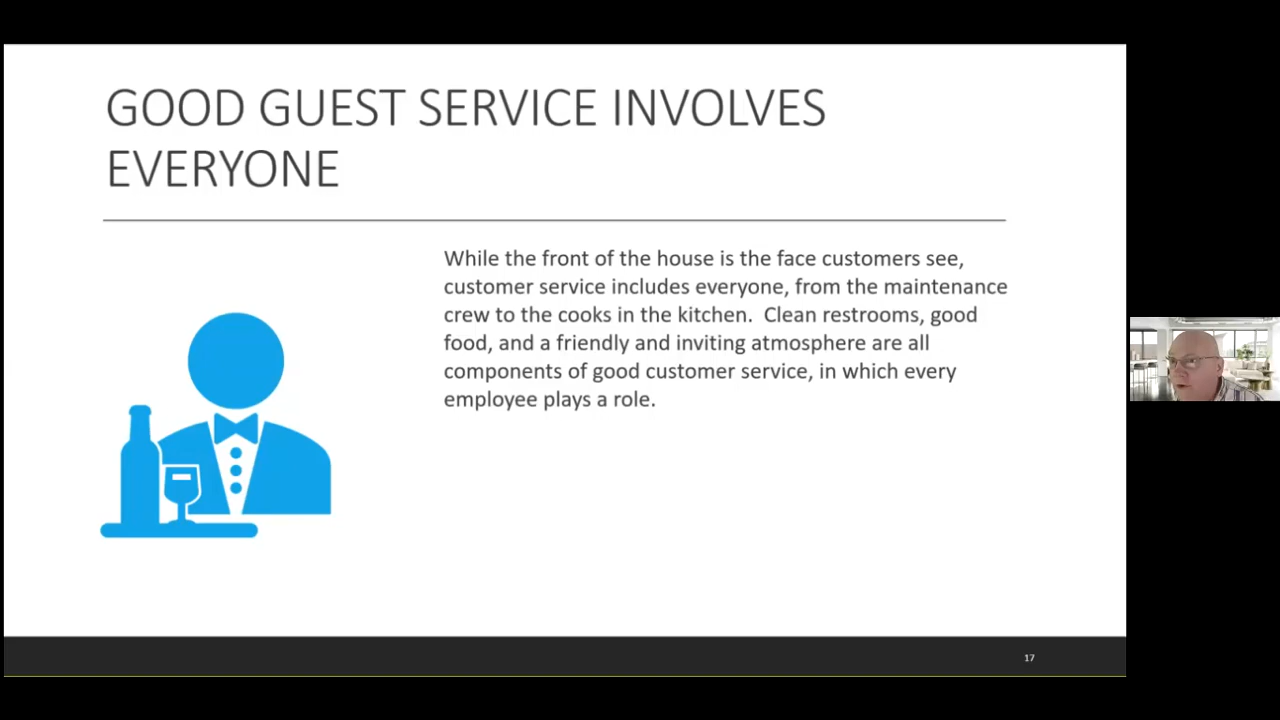 GOOD GUEST SERVICE INVOLVES
EVERYONE
While the front of the house is the face customers see,
customer service includes everyone, from the maintenance
crew to the cooks in the kitchen.  Clean restrooms, good
food, and a friendly and inviting atmosphere are all
components of good customer service, in which every
employee plays a role.
17